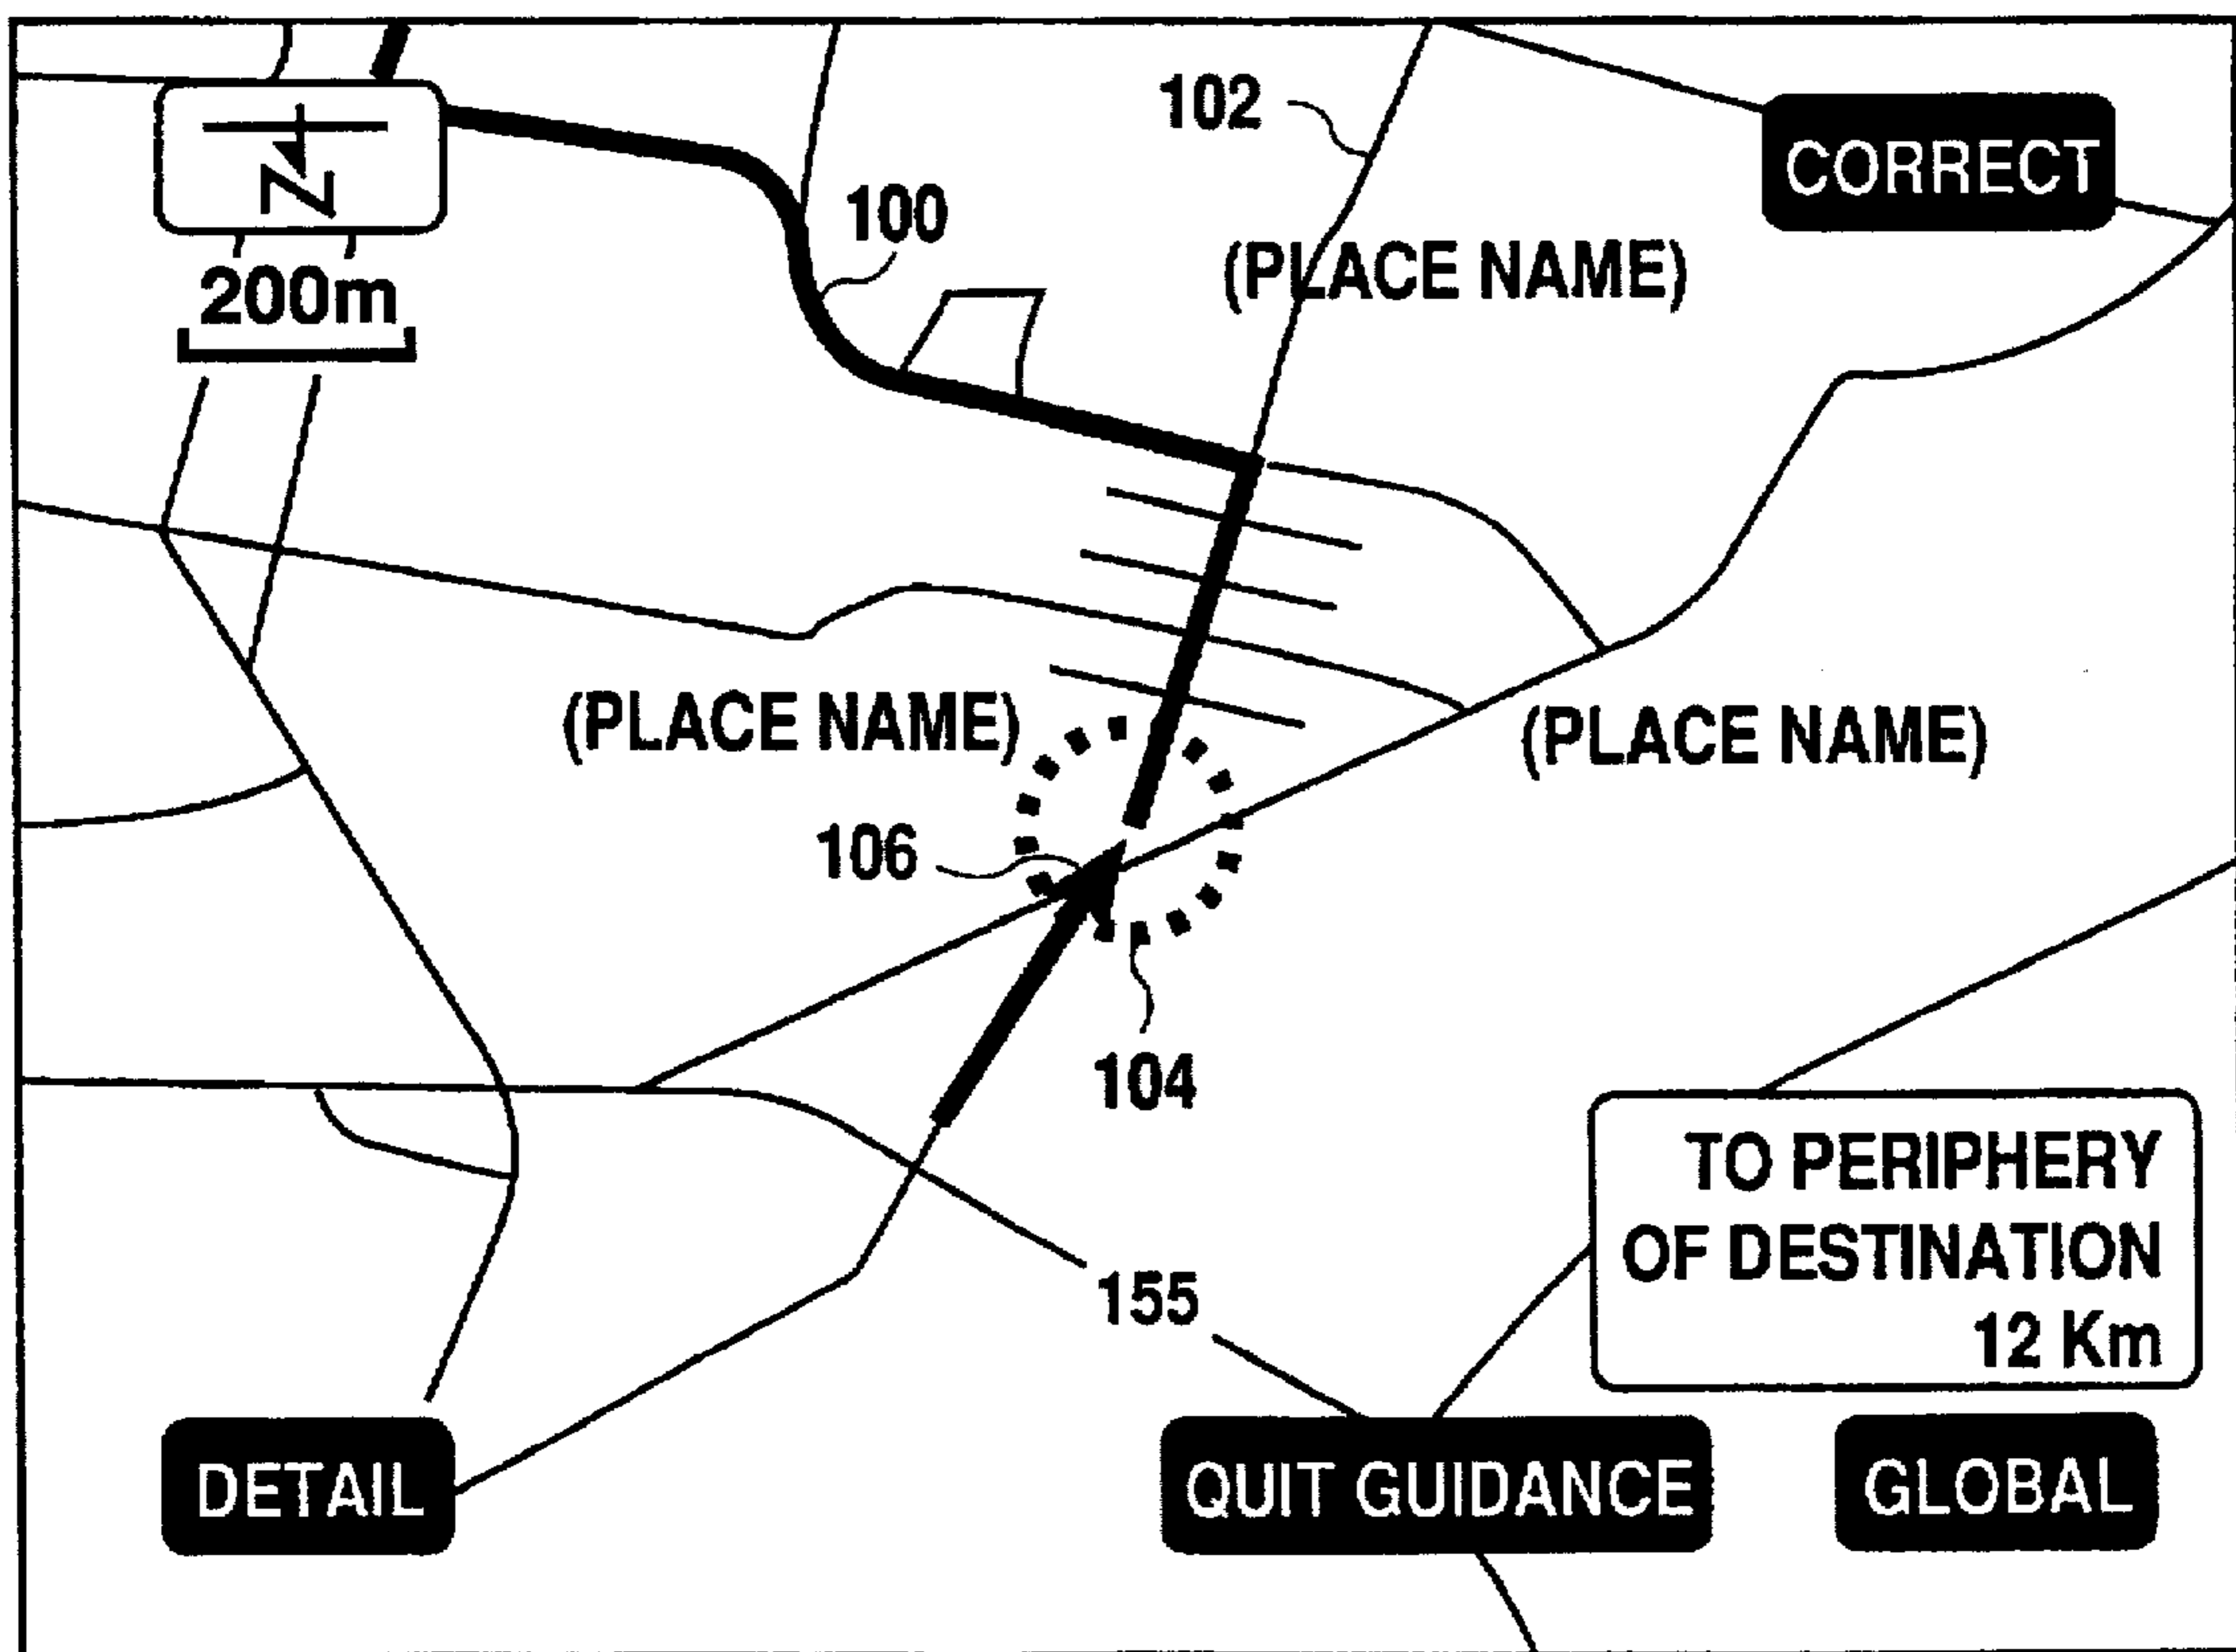 102
CORRECT
N
100
(PLACE NAME)
200m
(PLACE NAME)
(PLACE NAME)
106
104
TO PERIPHERY
OF DESTINATION
12 Km
155
DETAIL
QUIT GUIDANCE
GLOBAL